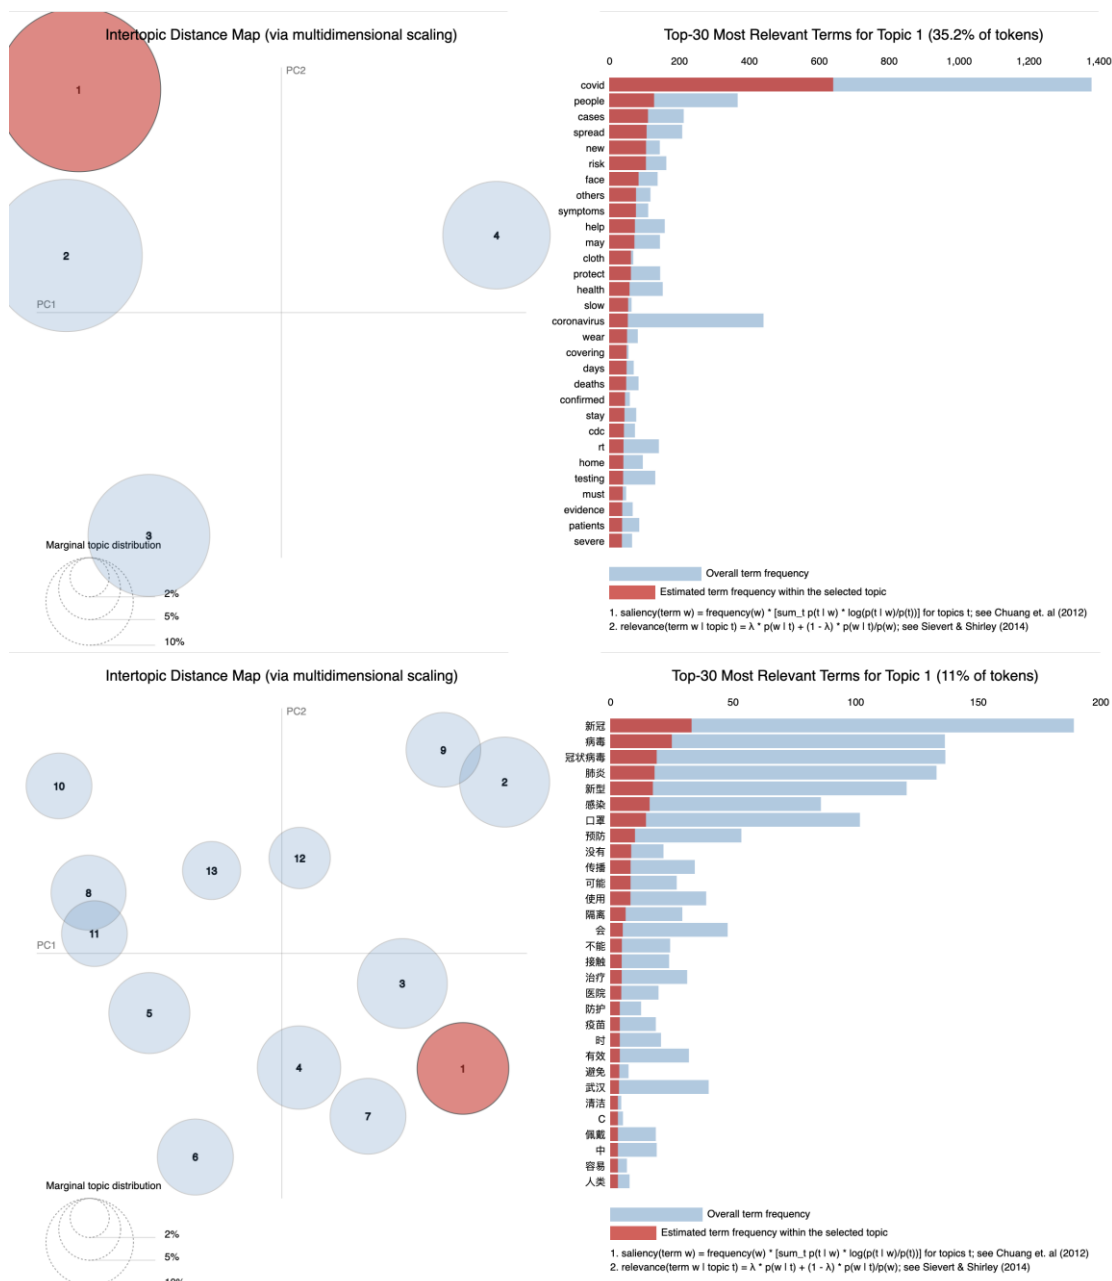 Intertopic Distance Map (via multidimensional scaling)
PC2
PC1
1
2
4
3
Marginal topic distribution
2%
5%
10%
Top-30 Most Relevant Terms for Topic 1 (35.2% of tokens)
0 200 400 600 800 1,000 1,200 1,400
covid
people
cases
spread
new
risk
face
others
symptoms
help
may
cloth
protect
health
slow
coronavirus
wear
covering
days
deaths
confirmed
stay
cdc
rt
home
testing
must
evidence
patients
severe
Overall term frequency
Estimated term frequency within the selected topic
1. saliency(term w) = frequency(w) * [sum_t p(t | w) * log(p(t | w)/p(t))] for topics t; see Chuang et. al (2012)
2. relevance(term w | topic t) = λ * p(w | t) + (1 - λ) * p(w | t)/p(w); see Sievert & Shirley (2014)
Intertopic Distance Map (via multidimensional scaling)
PC2
9
2
10
12
13
8
11
PC1
3
5
4
1
7
6
Marginal topic distribution
2%
5%
10%
Top-30 Most Relevant Terms for Topic 1 (11% of tokens)
0 50 100 150 200
新冠
病毒
冠状病毒
肺炎
新型
感染
口罩
预防
没有
传播
可能
使用
隔离
会
不能
接触
治疗
医院
防护
疫苗
时
有效
避免
武汉
清洁
C
佩戴
中
容易
人类
Overall term frequency
Estimated term frequency within the selected topic
1. saliency(term w) = frequency(w) * [sum_t p(t | w) * log(p(t | w)/p(t))] for topics t; see Chuang et. al (2012)
2. relevance(term w | topic t) = λ * p(w | t) + (1 - λ) * p(w | t)/p(w); see Sievert & Shirley (2014)